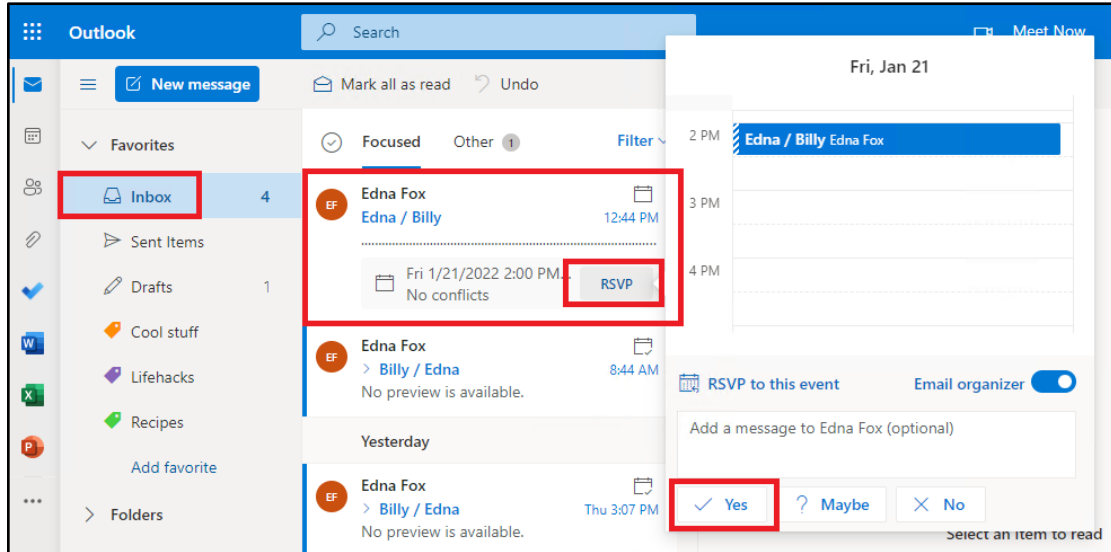 Outlook
Search
Meet Now
New message
Mark all as read
Undo
Favorites
Inbox 4
Sent Items
Drafts 1
Cool stuff
Lifehacks
Recipes
Add favorite
Folders
Focused Other 1 Filter
EF
Edna Fox
Edna / Billy 12:44 PM
Fri 1/21/2022 2:00 PM...
No conflicts
RSVP
EF
Edna Fox
> Billy / Edna 8:44 AM
No preview is available.
Yesterday
EF
Edna Fox
> Billy / Edna Thu 3:07 PM
No preview is available.
Fri, Jan 21
2 PM
Edna / Billy Edna Fox
3 PM
4 PM
RSVP to this event Email organizer
Add a message to Edna Fox (optional)
Yes ? Maybe No
Select an item to read
W
X
P